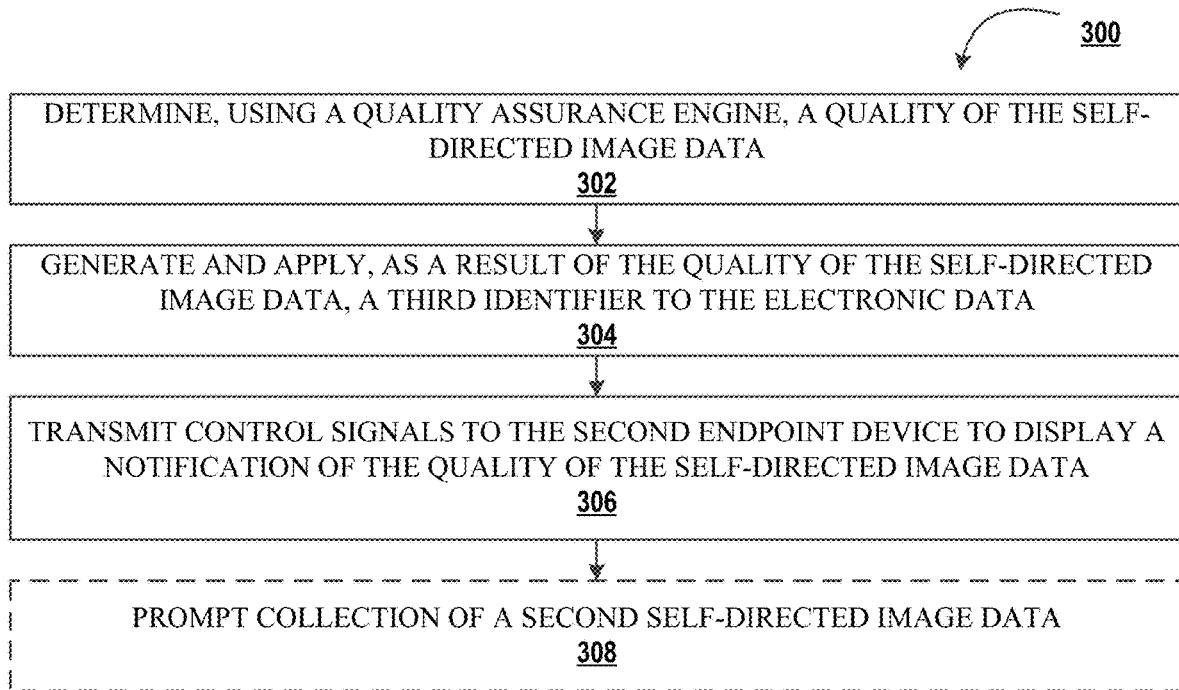 300
DETERMINE, USING A QUALITY ASSURANCE ENGINE, A QUALITY OF THE SELF-
DIRECTED IMAGE DATA
302
GENERATE AND APPLY, AS A RESULT OF THE QUALITY OF THE SELF-DIRECTED
IMAGE DATA, A THIRD IDENTIFIER TO THE ELECTRONIC DATA
304
TRANSMIT CONTROL SIGNALS TO THE SECOND ENDPOINT DEVICE TO DISPLAY A
NOTIFICATION OF THE QUALITY OF THE SELF-DIRECTED IMAGE DATA
306
PROMPT COLLECTION OF A SECOND SELF-DIRECTED IMAGE DATA
308